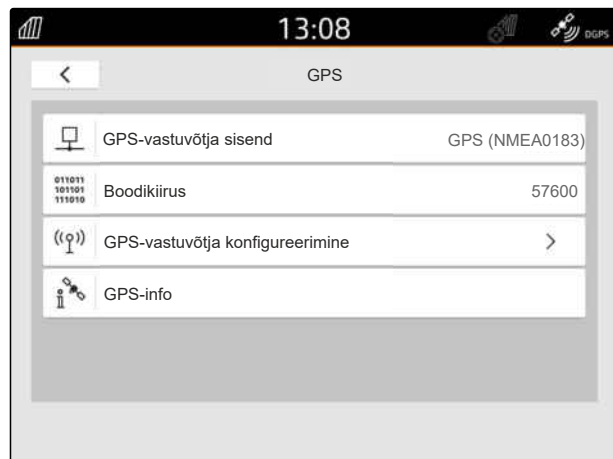 13:08
DGPS
GPS
GPS-vastuvõtja sisend
GPS (NMEA0183)
011011
101101
111010
Boodikiirus
57600
GPS-vastuvõtja konfigureerimine
GPS-info